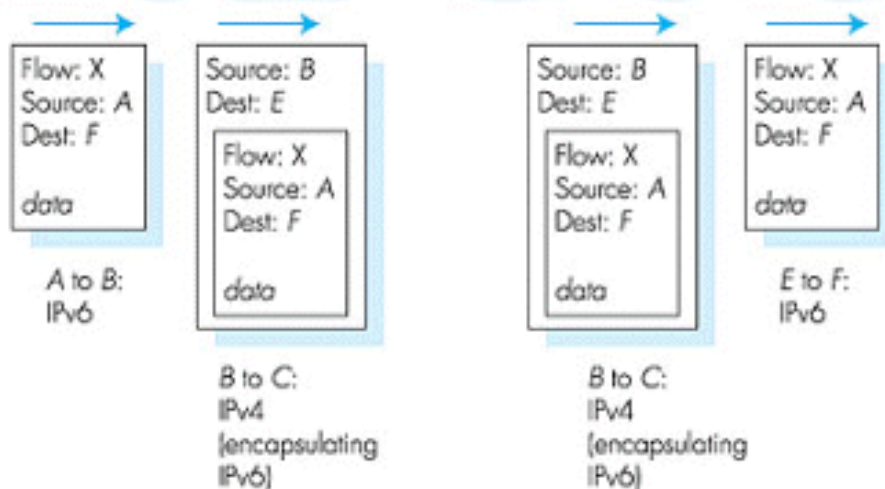 Flow: X
Source: A
Dest: F
data
A to B:
IPv6
Source: B
Dest: E
Flow: X
Source: A
Dest: F
data
B to C:
IPv4
(encapsulating
IPv6)
Source: B
Dest: E
Flow: X
Source: A
Dest: F
data
B to C:
IPv4
(encapsulating
IPv6)
Flow: X
Source: A
Dest: F
data
E to F:
IPv6